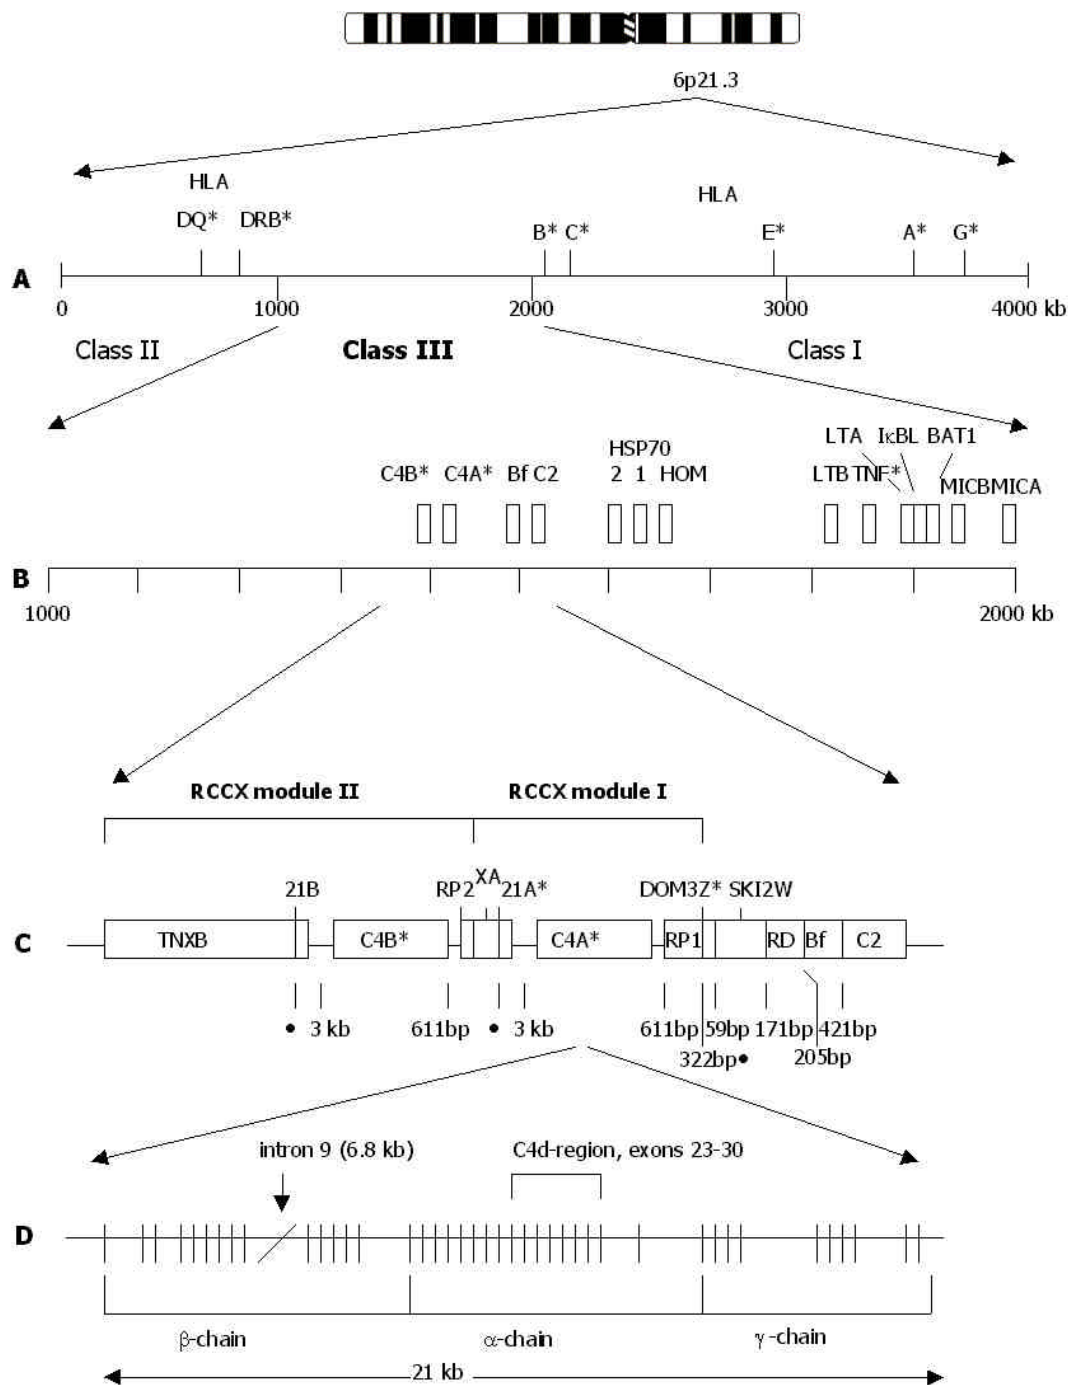 6p21.3
HLA
HLA
DQ* DRB*
B* C* E* A* G*
A
0 1000 2000 3000 4000 kb
Class II Class III Class I
LTA IκBL BAT1
HSP70
C4B* C4A* Bf C2 2 1 HOM LTB TNF*
MICB MICA
B
1000 2000 kb
RCCX module II RCCX module I
XA
21B RP2 21A* DOM3Z* SKI2W
C TNXB C4B* C4A* RP1 RD Bf C2
• 3 kb 611bp • 3 kb 611bp 59bp 171bp 421bp
322bp• 205bp
intron 9 (6.8 kb) C4d-region, exons 23-30
D
β-chain α-chain γ-chain
21 kb